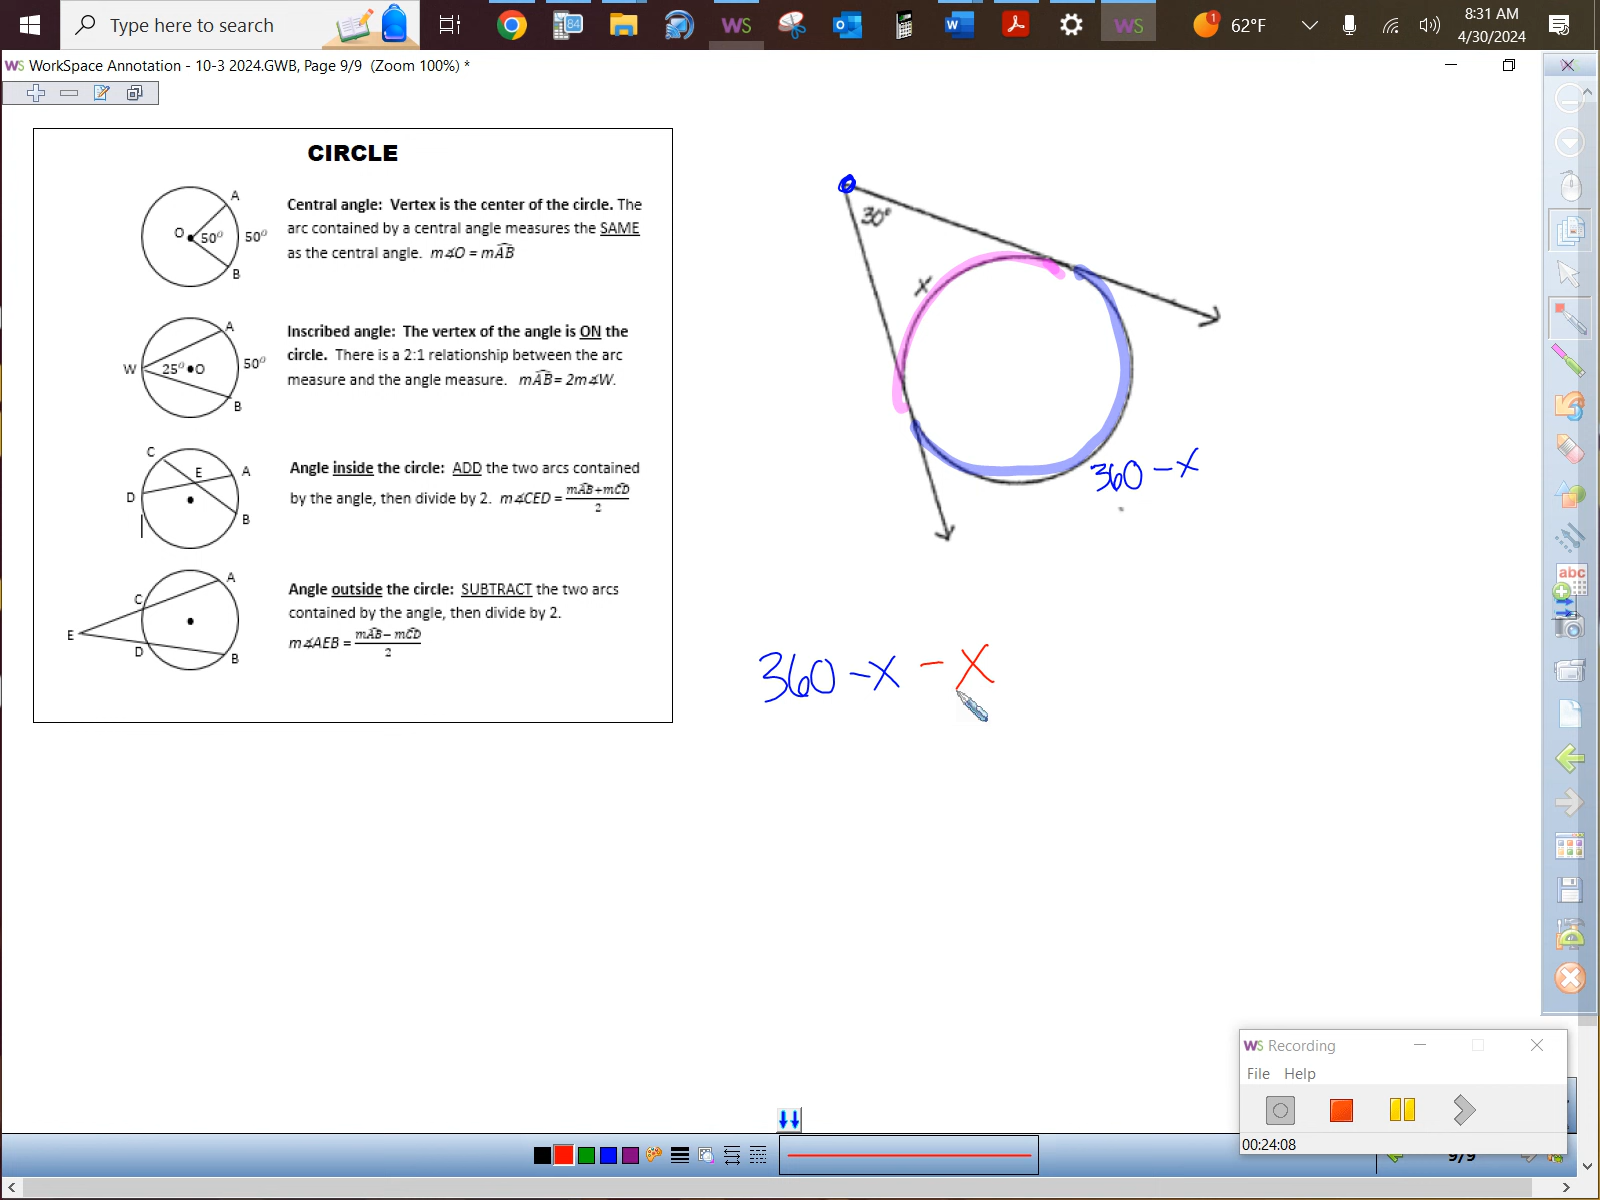 Type here to search
84
WS
WS
1
62°F
8:31 AM
4/30/2024
WS WorkSpace Annotation - 10-3 2024.GWB, Page 9/9 (Zoom 100%) *
CIRCLE
A
O
50°
50°
B
Central angle: Vertex is the center of the circle. The
arc contained by a central angle measures the SAME
as the central angle. m∡O = mAB
A
W
25°
O
50°
B
Inscribed angle: The vertex of the angle is ON the
circle. There is a 2:1 relationship between the arc
measure and the angle measure. mAB = 2m∡W.
C
E
A
D
B
Angle inside the circle: ADD the two arcs contained
by the angle, then divide by 2. m∡CED = mAB+mCD
2
A
C
E
D
B
Angle outside the circle: SUBTRACT the two arcs
contained by the angle, then divide by 2.
m∡AEB = mAB− mCD
2
30°
x
360 - x
360 - x - x
abc
WS Recording
File Help
00:24:08
9/9